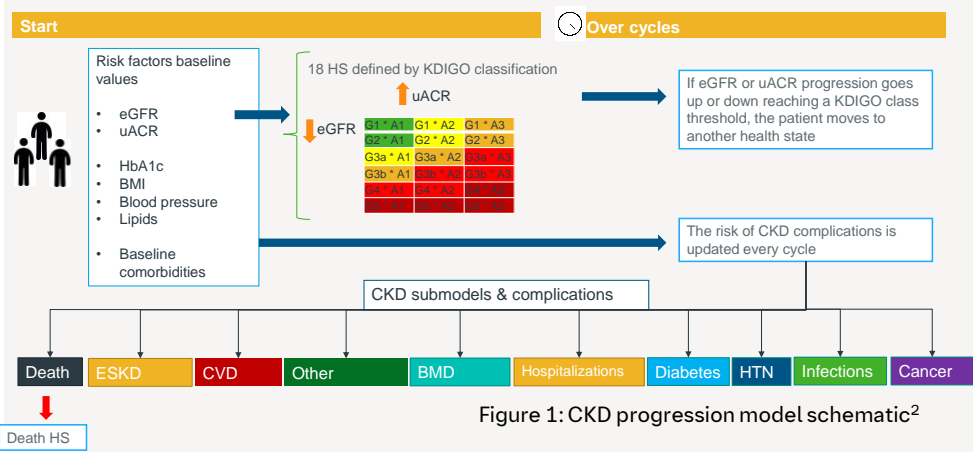 Start
Over cycles
Risk factors baseline
values
• eGFR
• uACR
• HbA1c
• BMI
• Blood pressure
• Lipids
• Baseline
comorbidities
18 HS defined by KDIGO classification
uACR
eGFR
G1 * A1 G1 * A2 G1 * A3
G2 * A1 G2 * A2 G2 * A3
G3a * A1 G3a * A2 G3a * A3
G3b * A1 G3b * A2 G3b * A3
G4 * A1 G4 * A2 G4 * A3
G5 * A1 G5 * A2 G5 * A3
If eGFR or uACR progression goes
up or down reaching a KDIGO class
threshold, the patient moves to
another health state
The risk of CKD complications is
updated every cycle
CKD submodels & complications
Death
ESKD
CVD
Other
BMD
Hospitalizations
Diabetes
HTN
Infections
Cancer
Death HS
Figure 1: CKD progression model schematic²